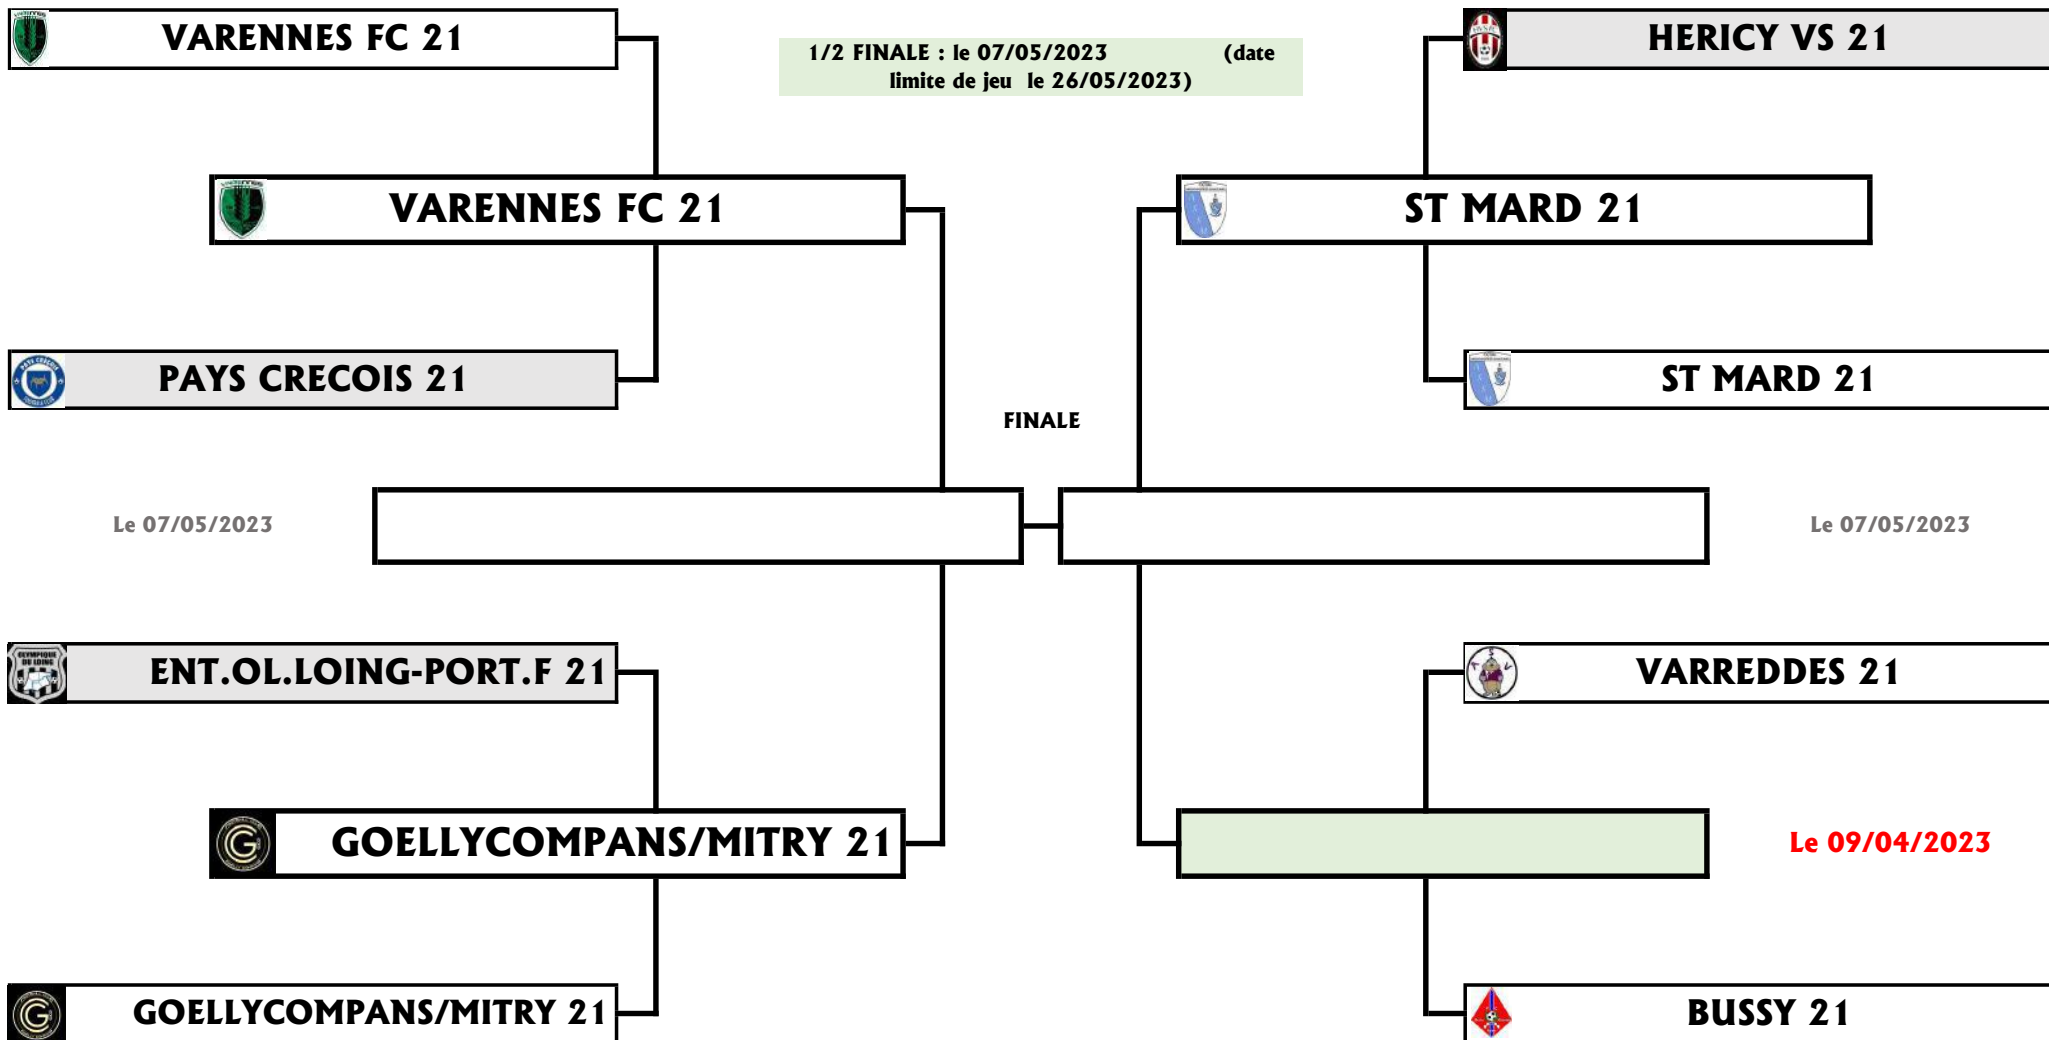 VARENNES FC 21
HERICY VS 21
1/2 FINALE : le 07/05/2023 (date
limite de jeu le 26/05/2023)
VARENNES FC 21
ST MARD 21
PAYS CRECOIS 21
ST MARD 21
FINALE
Le 07/05/2023
Le 07/05/2023
ENT.OL.LOING-PORT.F 21
VARREDDES 21
GOELLYCOMPANS/MITRY 21
Le 09/04/2023
GOELLYCOMPANS/MITRY 21
BUSSY 21